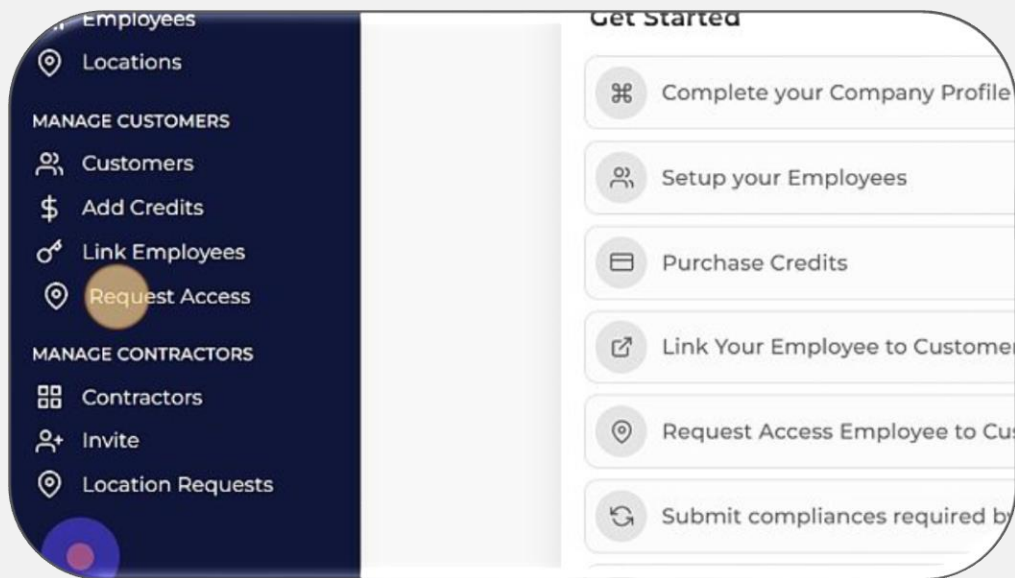 Employees
Locations
MANAGE CUSTOMERS
Customers
Add Credits
Link Employees
Request Access
MANAGE CONTRACTORS
Contractors
Invite
Location Requests
Get Started
Complete your Company Profile
Setup your Employees
Purchase Credits
Link Your Employee to Customer
Request Access Employee to Cus
Submit compliances required by